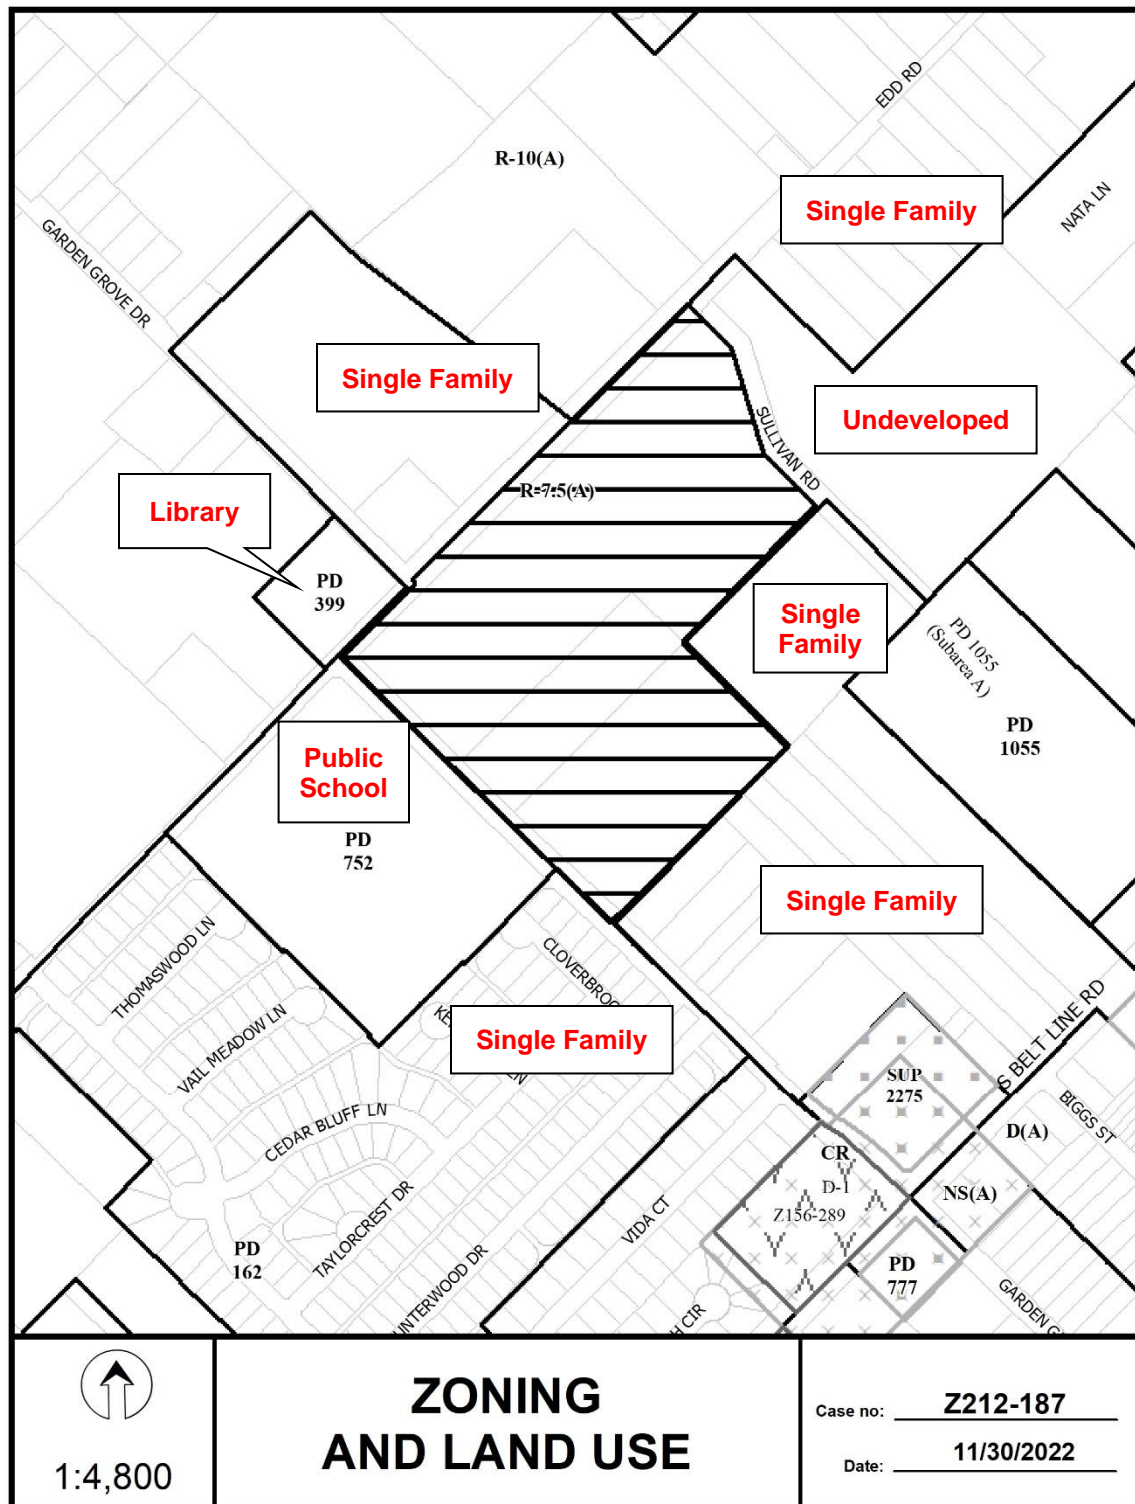 EDD RD
R-10(A)
Single Family
NATA LN
GARDEN GROVE DR
Single Family
Undeveloped
SULLIVAN RD
Library
R-7.5(A)
PD
399
Single
Family
PD 1055
(Subarea A)
PD
1055
Public
School
PD
752
Single Family
THOMASWOOD LN
VAIL MEADOW LN
LN
Single Family
S BELT LINE RD
SUP
2275
BIGGS ST
D(A)
CEDAR BLUFF LN
CR
D-1
NS(A)
Z156-289
VIDA CT
TAYLORCREST DR
PD
162
PD
777
UNTERWOOD DR
H CIR
GARDEN
1:4,800
ZONING
AND LAND USE
Case no: Z212-187
Date: 11/30/2022